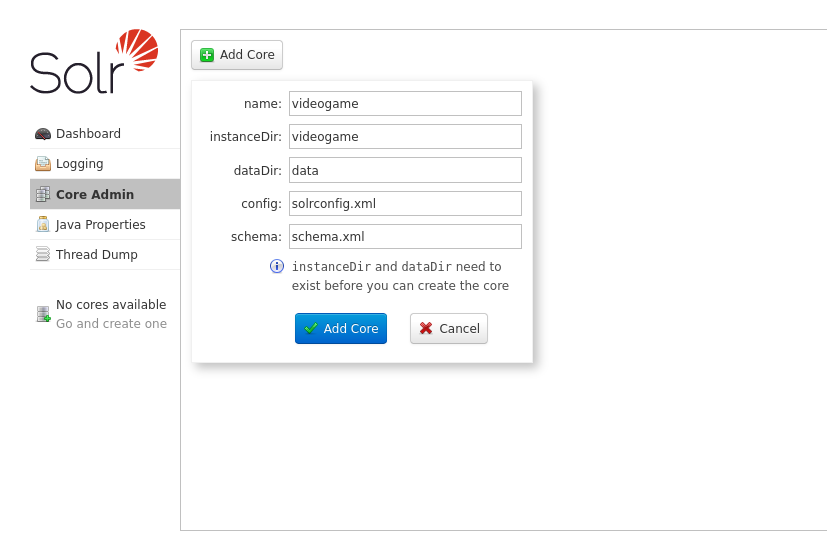 Solr
Dashboard
Logging
Core Admin
Java Properties
Thread Dump
No cores available
Go and create one
Add Core
name: videogame
instanceDir: videogame
dataDir: data
config: solrconfig.xml
schema: schema.xml
instanceDir and dataDir need to
exist before you can create the core
Add Core Cancel